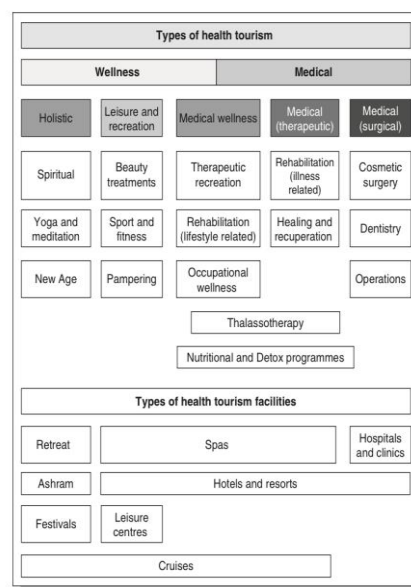 Types of health tourism
Wellness
Medical
Holistic
Leisure and
recreation
Medical wellness
Medical
(therapeutic)
Medical
(surgical)
Spiritual
Beauty
treatments
Therapeutic
recreation
Rehabilitation
(illness
related)
Cosmetic
surgery
Yoga and
meditation
Sport and
fitness
Rehabilitation
(lifestyle related)
Healing and
recuperation
Dentistry
New Age
Pampering
Occupational
wellness
Operations
Thalassotherapy
Nutritional and Detox programmes
Types of health tourism facilities
Retreat
Spas
Hospitals
and clinics
Ashram
Hotels and resorts
Festivals
Leisure
centres
Cruises